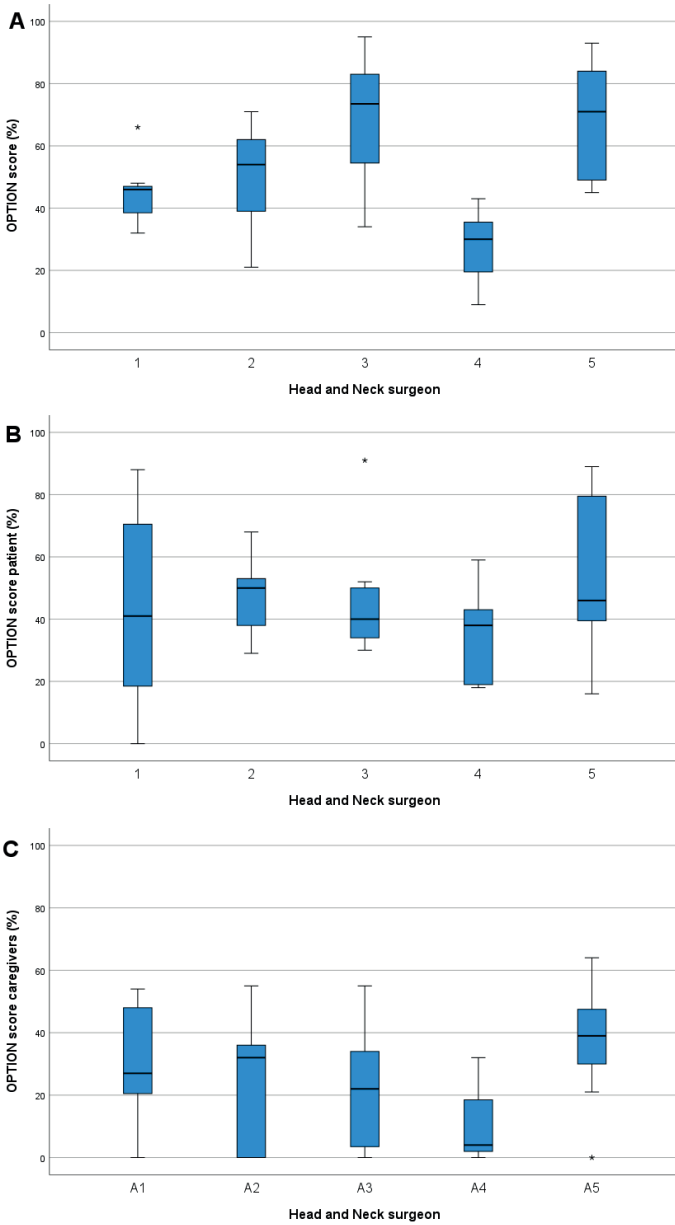 A
100
80
60
40
20
0
OPTION score (%)
*
1 2 3 4 5
Head and Neck surgeon
B
100
80
60
40
20
0
OPTION score patient (%)
*
1 2 3 4 5
Head and Neck surgeon
C
100
80
60
40
20
0
OPTION score caregivers (%)
*
A1 A2 A3 A4 A5
Head and Neck surgeon